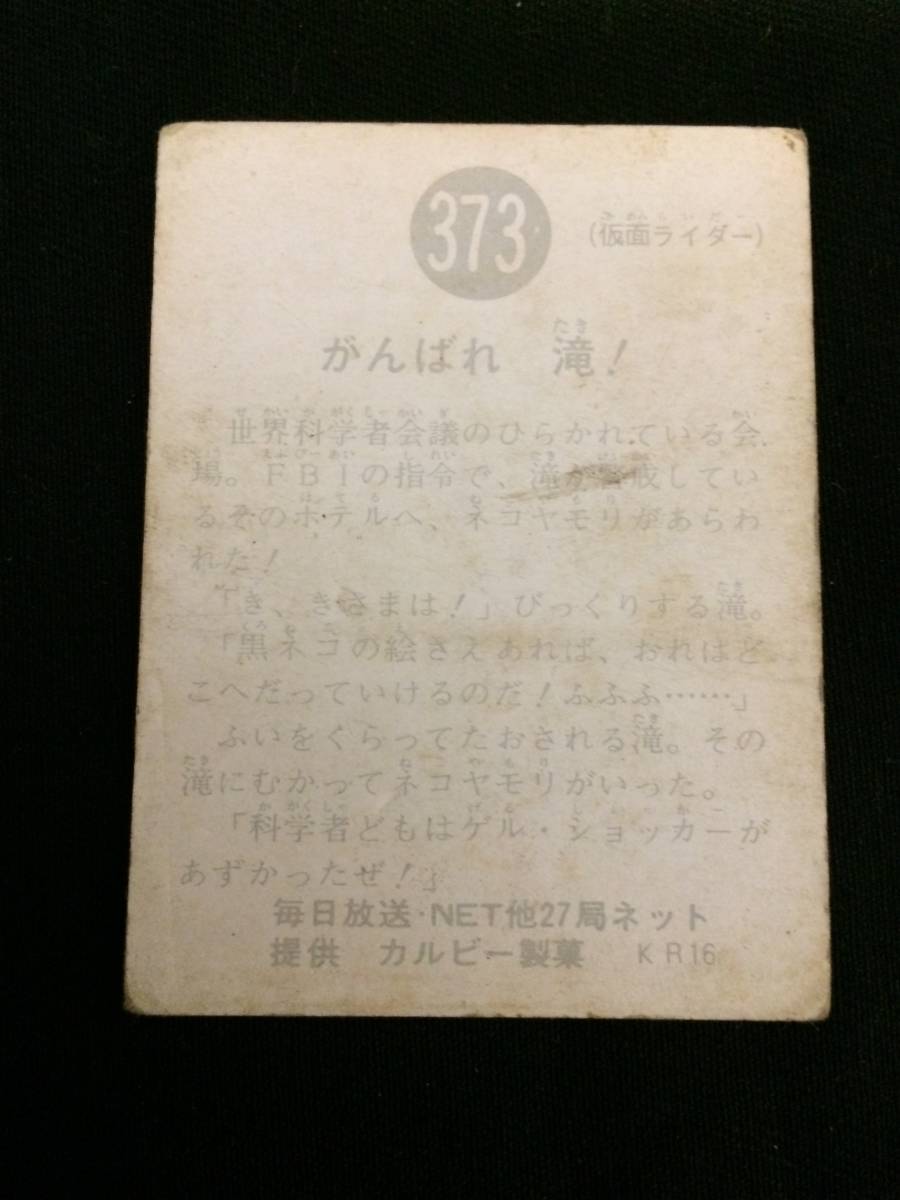 373
(仮面ライダー)
がんばれ 滝!
世界科学者会議のひらかれている会
場。FBIの指令で、滝が警戒してい
るそのホテルへ、ネコヤモリがあらわ
れた!
「き、きさまは!」びっくりする滝。
「黒ネコの絵さえあれば、おれはど
こへだっていけるのだ!ふふふ……」
ふいをくらってたおされる滝。その
滝にむかってネコヤモリがいった。
「科学者どもはゲル・ショッカーが
あずかったぜ!」
毎日放送・NET他27局ネット
提供 カルビー製菓 KR16